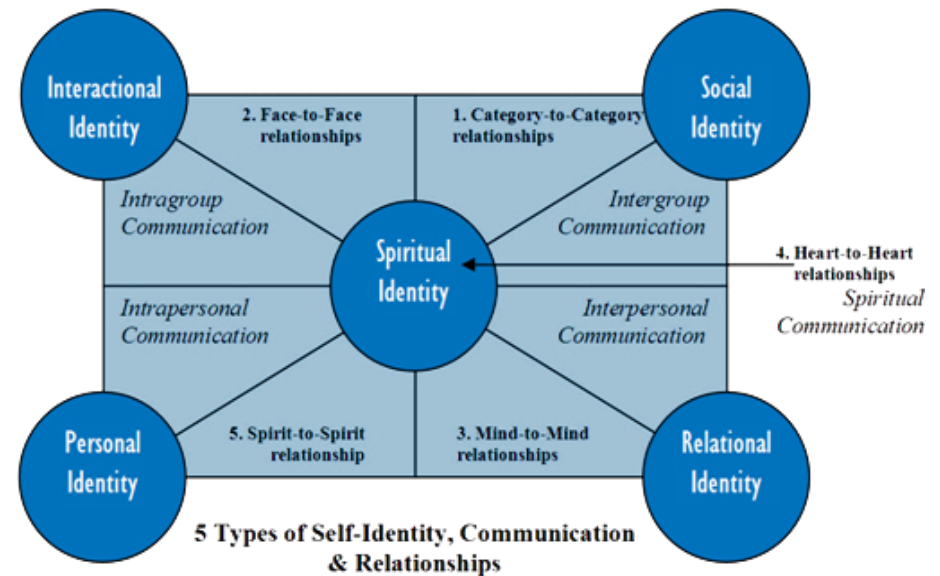 Interactional
Identity
Social
Identity
2. Face-to-Face
relationships
1. Category-to-Category
relationships
Intragroup
Communication
Intergroup
Communication
Spiritual
Identity
4. Heart-to-Heart
relationships
Spiritual
Communication
Intrapersonal
Communication
Interpersonal
Communication
Personal
Identity
5. Spirit-to-Spirit
relationship
3. Mind-to-Mind
relationships
Relational
Identity
5 Types of Self-Identity, Communication
& Relationships